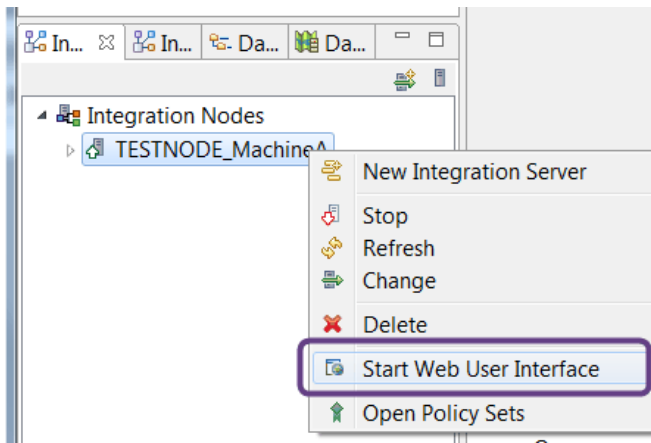 In... In... Da... Da...
Integration Nodes
TESTNODE_MachineA
New Integration Server
Stop
Refresh
Change
Delete
Start Web User Interface
Open Policy Sets